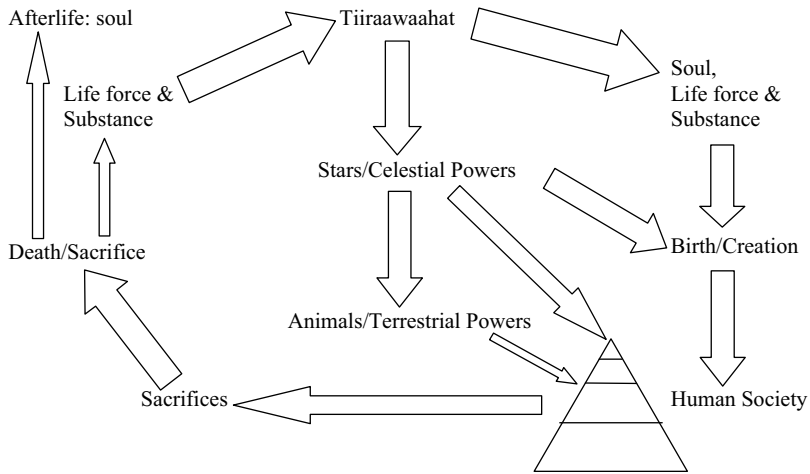 Afterlife: soul
Tiiraawaahat
Soul,
Life force &
Substance
Life force &
Substance
Stars/Celestial Powers
Death/Sacrifice
Birth/Creation
Animals/Terrestrial Powers
Sacrifices
Human Society